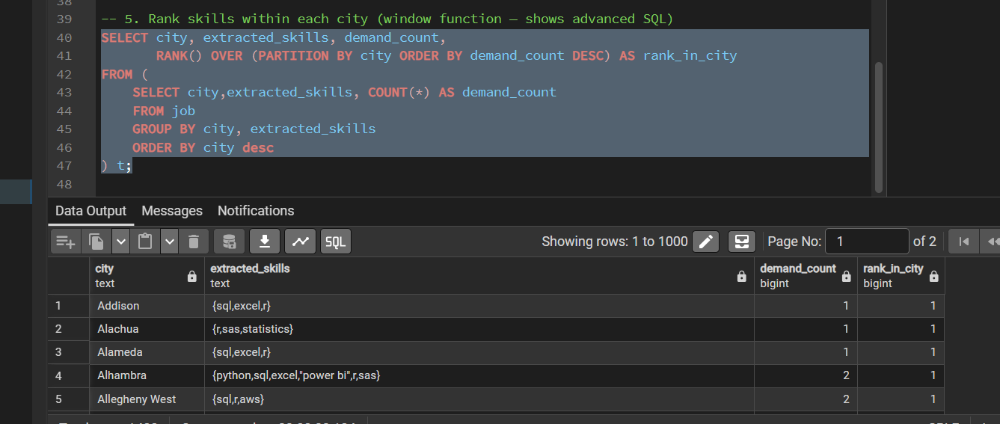 38
39 -- 5. Rank skills within each city (window function — shows advanced SQL)
40 SELECT city, extracted_skills, demand_count,
41 RANK() OVER (PARTITION BY city ORDER BY demand_count DESC) AS rank_in_city
42 FROM (
43 SELECT city,extracted_skills, COUNT(*) AS demand_count
44 FROM job
45 GROUP BY city, extracted_skills
46 ORDER BY city desc
47 ) t;
48
Data Output Messages Notifications
SQL Showing rows: 1 to 1000 Page No: 1 of 2
city extracted_skills demand_count rank_in_city
text text bigint bigint
1 Addison {sql,excel,r} 1 1
2 Alachua {r,sas,statistics} 1 1
3 Alameda {sql,excel,r} 1 1
4 Alhambra {python,sql,excel,"power bi",r,sas} 2 1
5 Allegheny West {sql,r,aws} 2 1